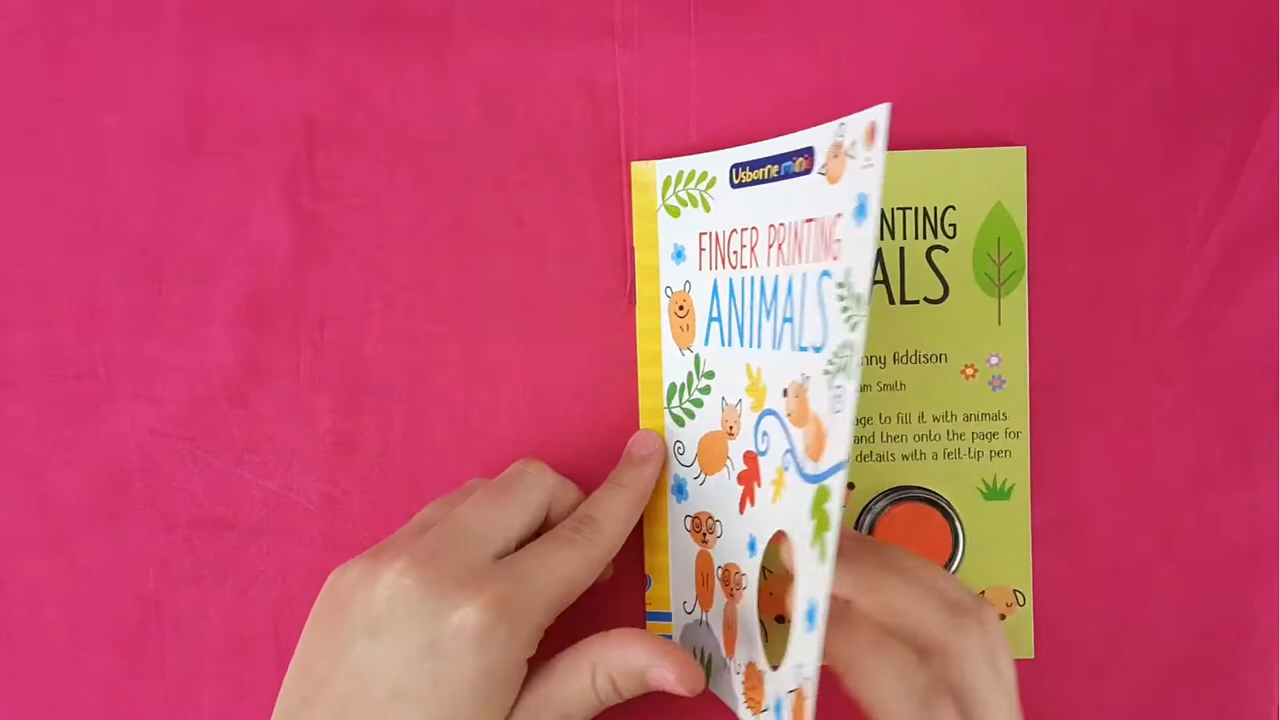 Usborne mini
FINGER PRINTING
ANIMALS
NTING
ALS
nny Addison
am Smith
age to fill it with animals.
and then onto the page for
details with a felt-tip pen